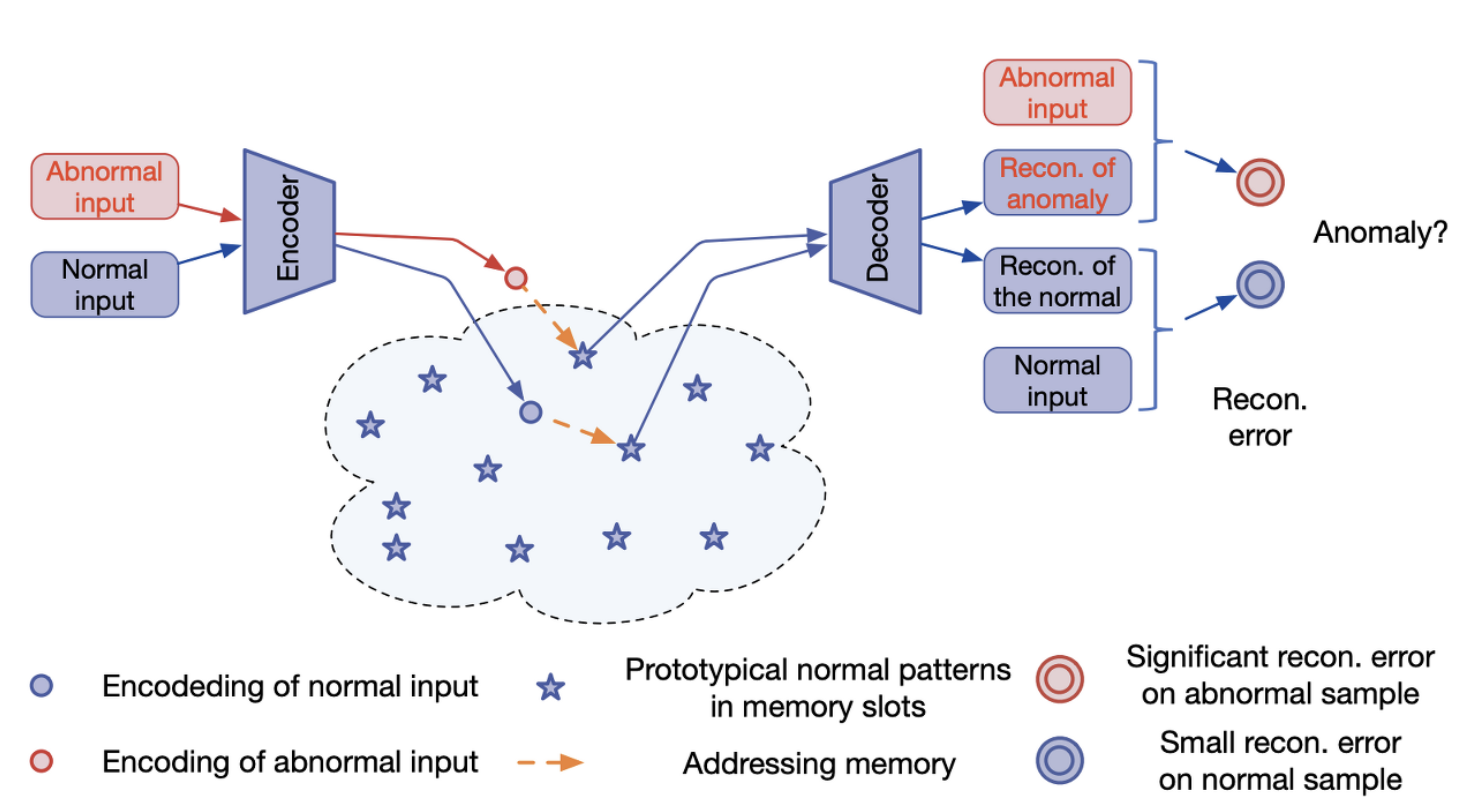 Abnormal
input
Normal
input
Encoder
Decoder
Abnormal
input
Recon. of
anomaly
Recon. of
the normal
Normal
input
Anomaly?
Recon.
error
Encodeding of normal input
Encoding of abnormal input
Prototypical normal patterns
in memory slots
Addressing memory
Significant recon. error
on abnormal sample
Small recon. error
on normal sample